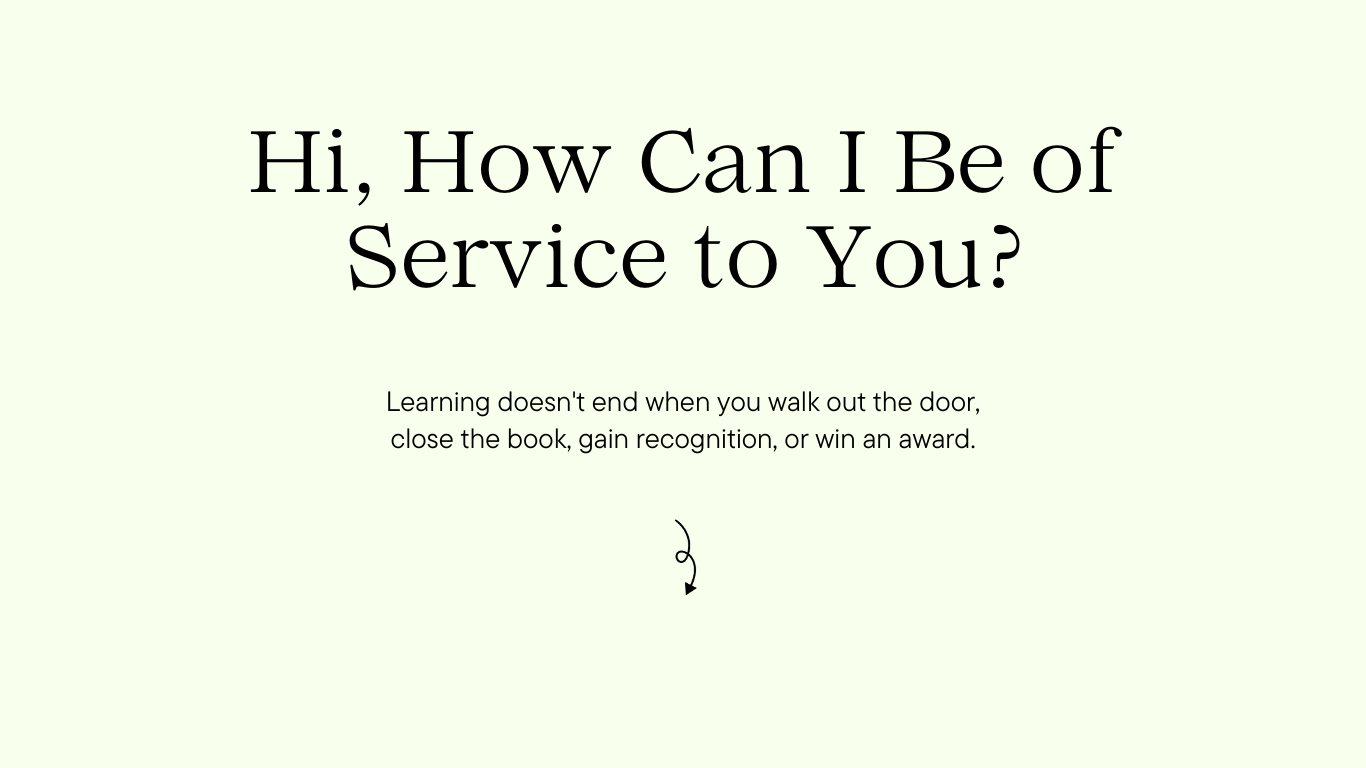 Hi, How Can I Be of
Service to You?
Learning doesn't end when you walk out the door,
close the book, gain recognition, or win an award.